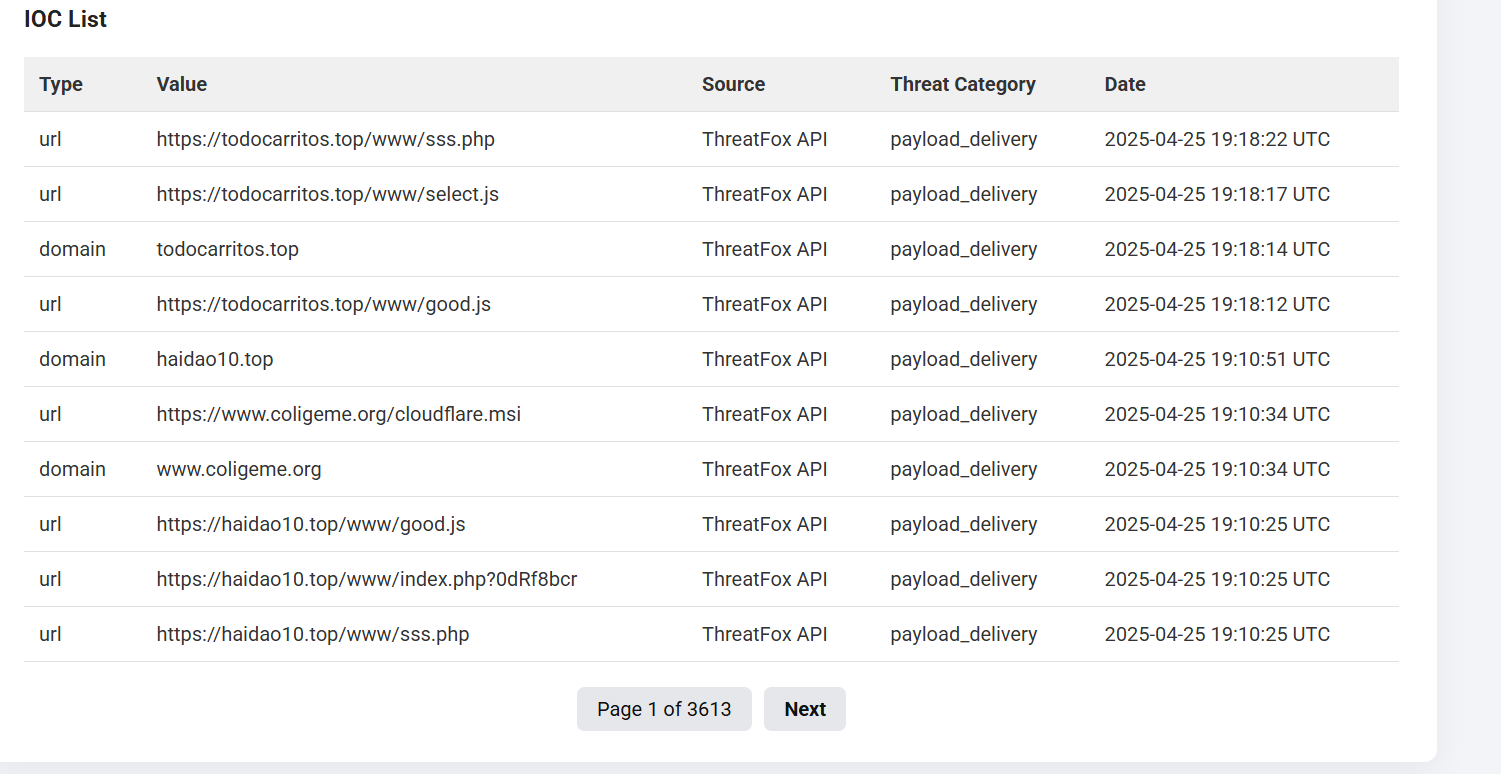 IOC List
Type Value Source Threat Category Date
url https://todocarritos.top/www/sss.php ThreatFox API payload_delivery 2025-04-25 19:18:22 UTC
url https://todocarritos.top/www/select.js ThreatFox API payload_delivery 2025-04-25 19:18:17 UTC
domain todocarritos.top ThreatFox API payload_delivery 2025-04-25 19:18:14 UTC
url https://todocarritos.top/www/good.js ThreatFox API payload_delivery 2025-04-25 19:18:12 UTC
domain haidao10.top ThreatFox API payload_delivery 2025-04-25 19:10:51 UTC
url https://www.coligeme.org/cloudflare.msi ThreatFox API payload_delivery 2025-04-25 19:10:34 UTC
domain www.coligeme.org ThreatFox API payload_delivery 2025-04-25 19:10:34 UTC
url https://haidao10.top/www/good.js ThreatFox API payload_delivery 2025-04-25 19:10:25 UTC
url https://haidao10.top/www/index.php?0dRf8bcr ThreatFox API payload_delivery 2025-04-25 19:10:25 UTC
url https://haidao10.top/www/sss.php ThreatFox API payload_delivery 2025-04-25 19:10:25 UTC
Page 1 of 3613 Next